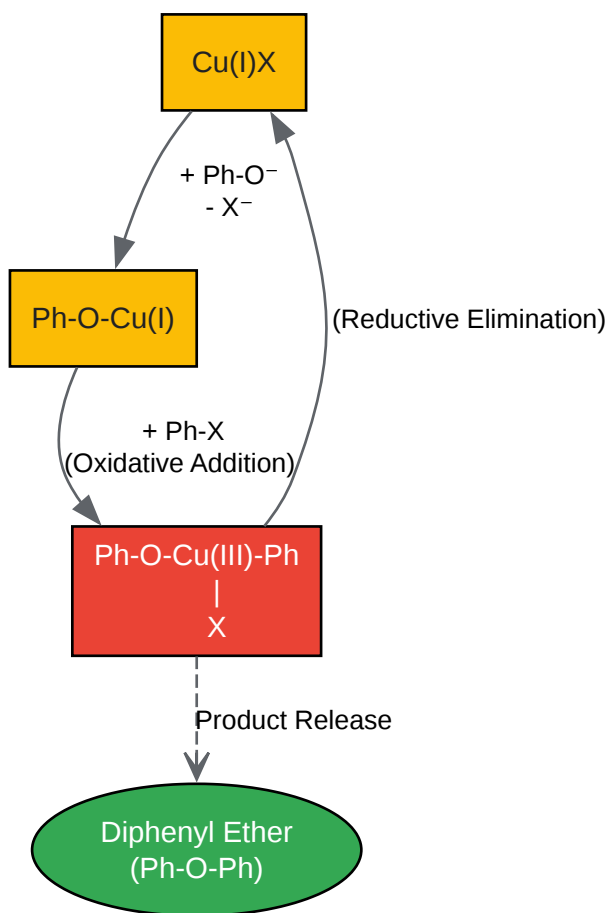 Cu(I)X
+ Ph-O⁻
- X⁻
Ph-O-Cu(I)
(Reductive Elimination)
+ Ph-X
(Oxidative Addition)
Ph-O-Cu(III)-Ph
|
X
Product Release
Diphenyl Ether
(Ph-O-Ph)